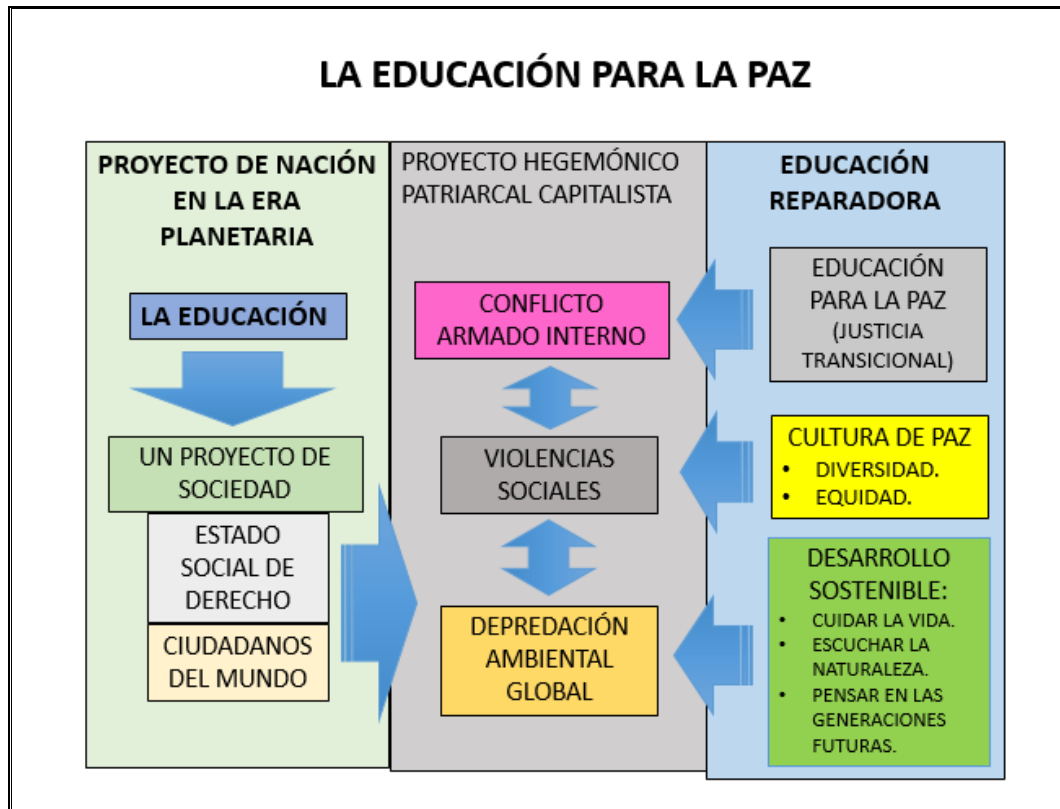 LA EDUCACIÓN PARA LA PAZ
PROYECTO DE NACIÓN
EN LA ERA
PLANETARIA
LA EDUCACIÓN
UN PROYECTO DE
SOCIEDAD
ESTADO
SOCIAL DE
DERECHO
CIUDADANOS
DEL MUNDO
PROYECTO HEGEMÓNICO
PATRIARCAL CAPITALISTA
CONFLICTO
ARMADO INTERNO
VIOLENCIAS
SOCIALES
DEPREDACIÓN
AMBIENTAL
GLOBAL
EDUCACIÓN
REPARADORA
EDUCACIÓN
PARA LA PAZ
(JUSTICIA
TRANSICIONAL)
CULTURA DE PAZ
• DIVERSIDAD.
• EQUIDAD.
DESARROLLO
SOSTENIBLE:
• CUIDAR LA VIDA.
• ESCUCHAR LA
NATURALEZA.
• PENSAR EN LAS
GENERACIONES
FUTURAS.